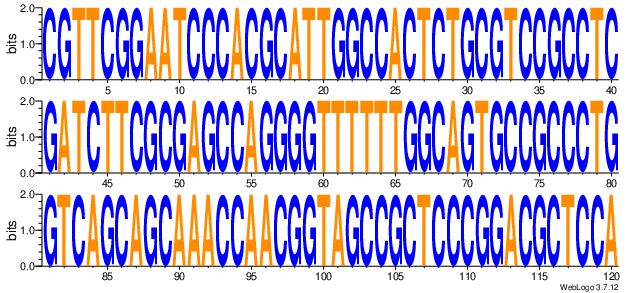 2.0
1.0
0.0
bits
CGTTCGGAATCCCACGCATTGGCCACTCTGCGTCCGCCTC
5 10 15 20 25 30 35 40
2.0
1.0
0.0
bits
GATCTTCGCGAGCCAGGGGTTTTTTGGCAGTGCCGCCCTG
45 50 55 60 65 70 75 80
2.0
1.0
0.0
bits
GTCAGCAGCAAACCAACGGTAGCCGCTCCCGGACGCTCCA
85 90 95 100 105 110 115 120
WebLogo 3.7.12